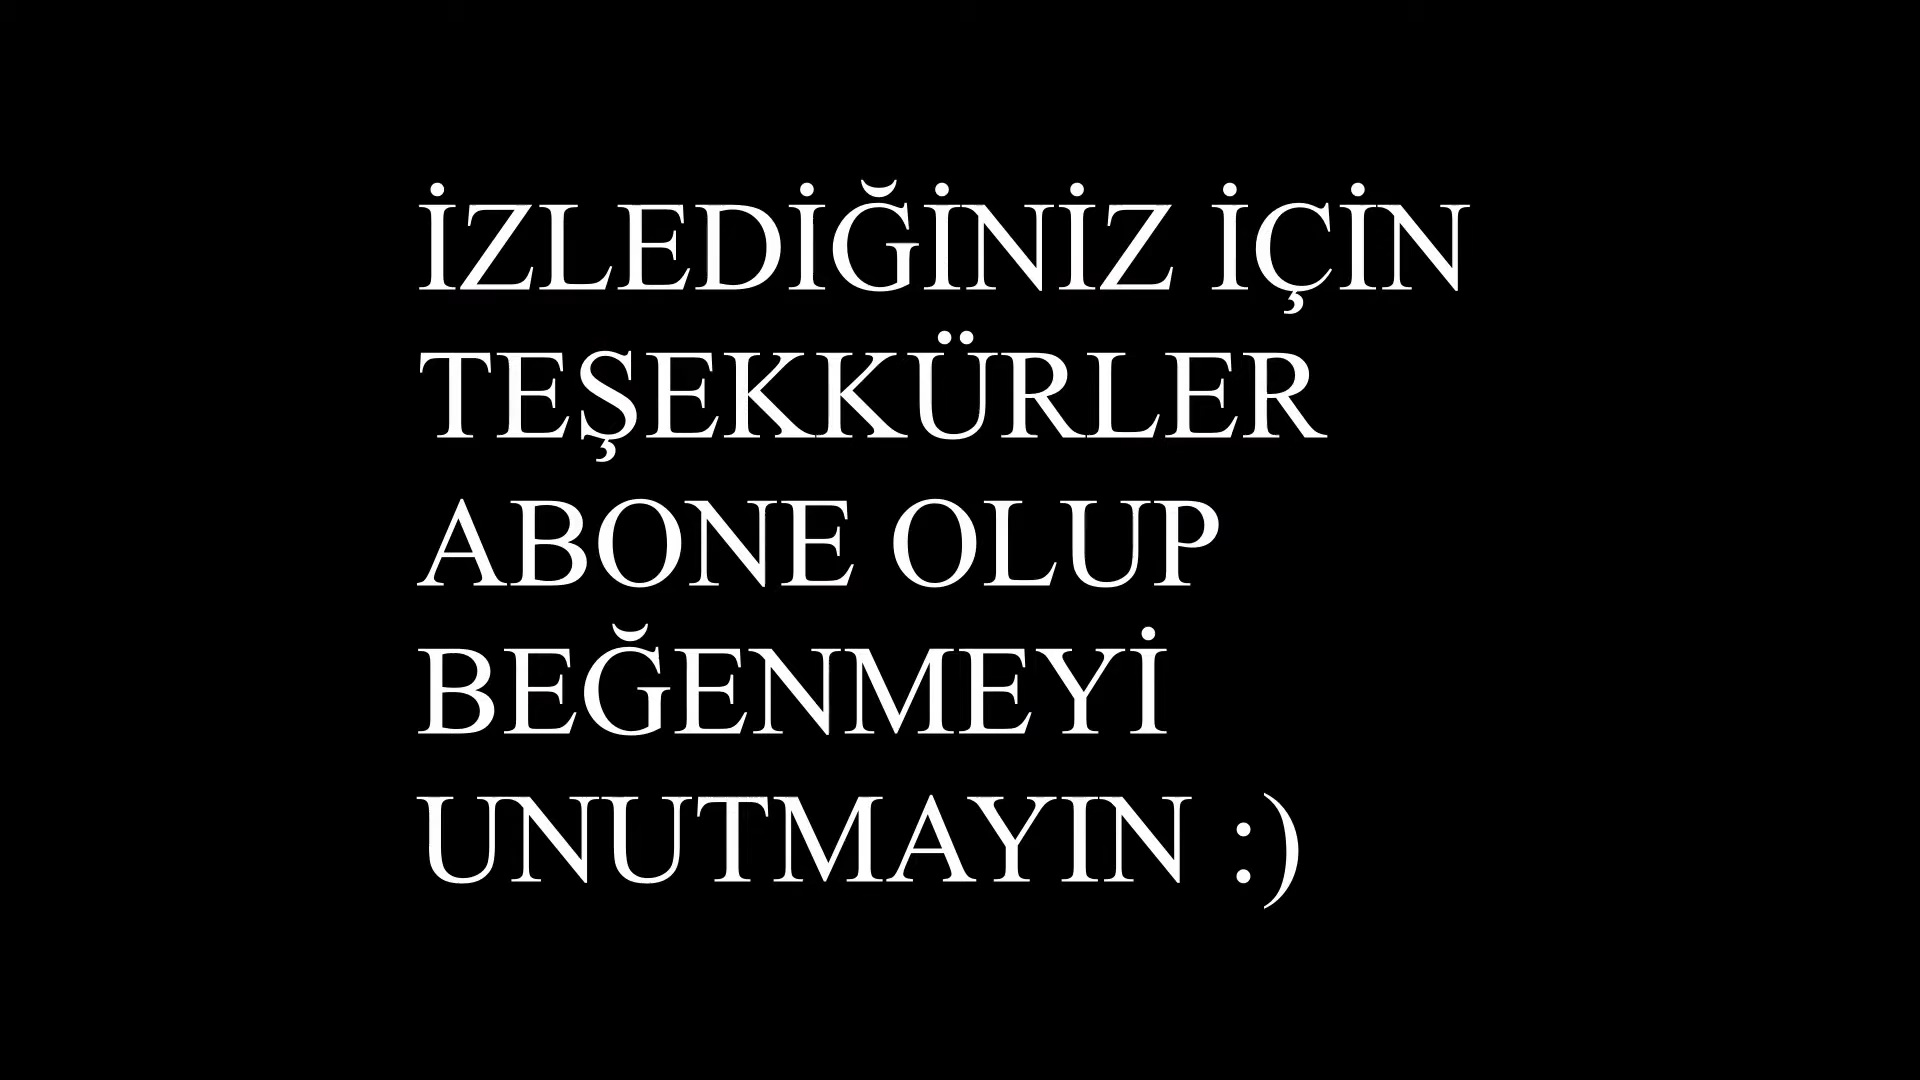 İZLEDİĞİNİZ İÇİN
TEŞEKKÜRLER
ABONE OLUP
BEĞENMEYİ
UNUTMAYIN :)